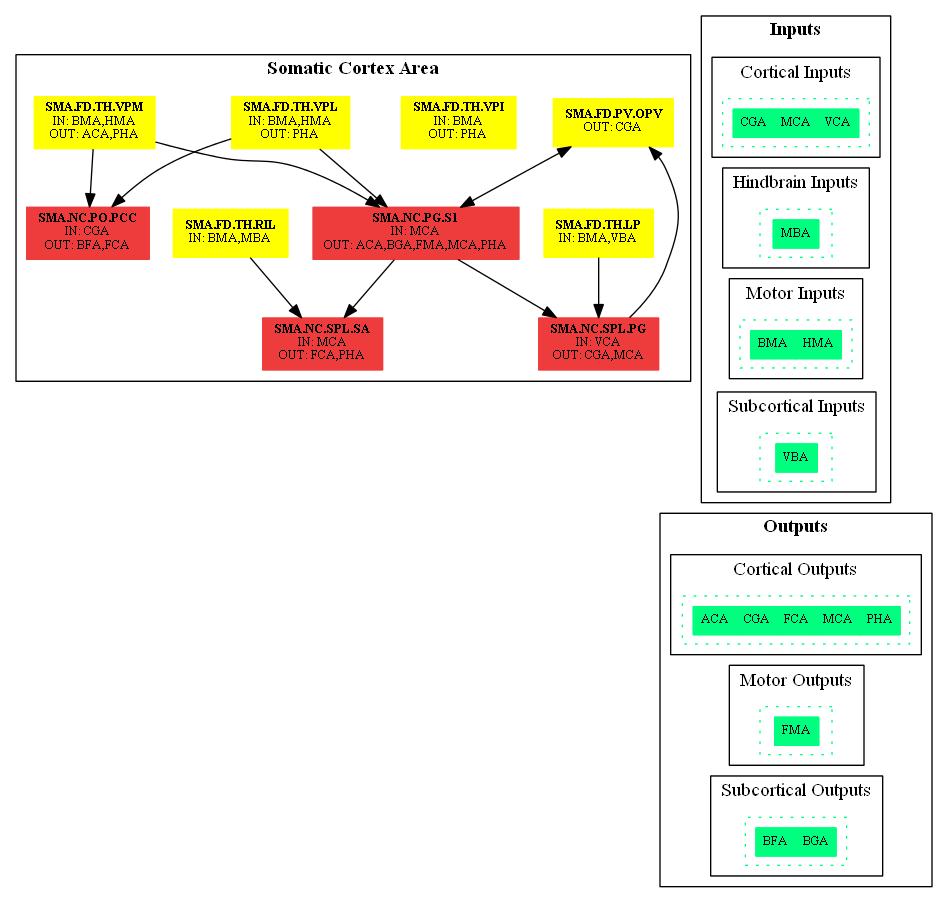 Somatic Cortex Area
SMA.FD.TH.VPM
IN: BMA,HMA
OUT: ACA,PHA
SMA.FD.TH.VPL
IN: BMA,HMA
OUT: PHA
SMA.FD.TH.VPI
IN: BMA
OUT: PHA
SMA.FD.PV.OPV
OUT: CGA
SMA.NC.PO.PCC
IN: CGA
OUT: BFA,FCA
SMA.FD.TH.RIL
IN: BMA,MBA
SMA.NC.PG.S1
IN: MCA
OUT: ACA,BGA,FMA,MCA,PHA
SMA.FD.TH.LP
IN: BMA,VBA
SMA.NC.SPL.SA
IN: MCA
OUT: FCA,PHA
SMA.NC.SPL.PG
IN: VCA
OUT: CGA,MCA
Inputs
Cortical Inputs
CGA MCA VCA
Hindbrain Inputs
MBA
Motor Inputs
BMA HMA
Subcortical Inputs
VBA
Outputs
Cortical Outputs
ACA CGA FCA MCA PHA
Motor Outputs
FMA
Subcortical Outputs
BFA BGA